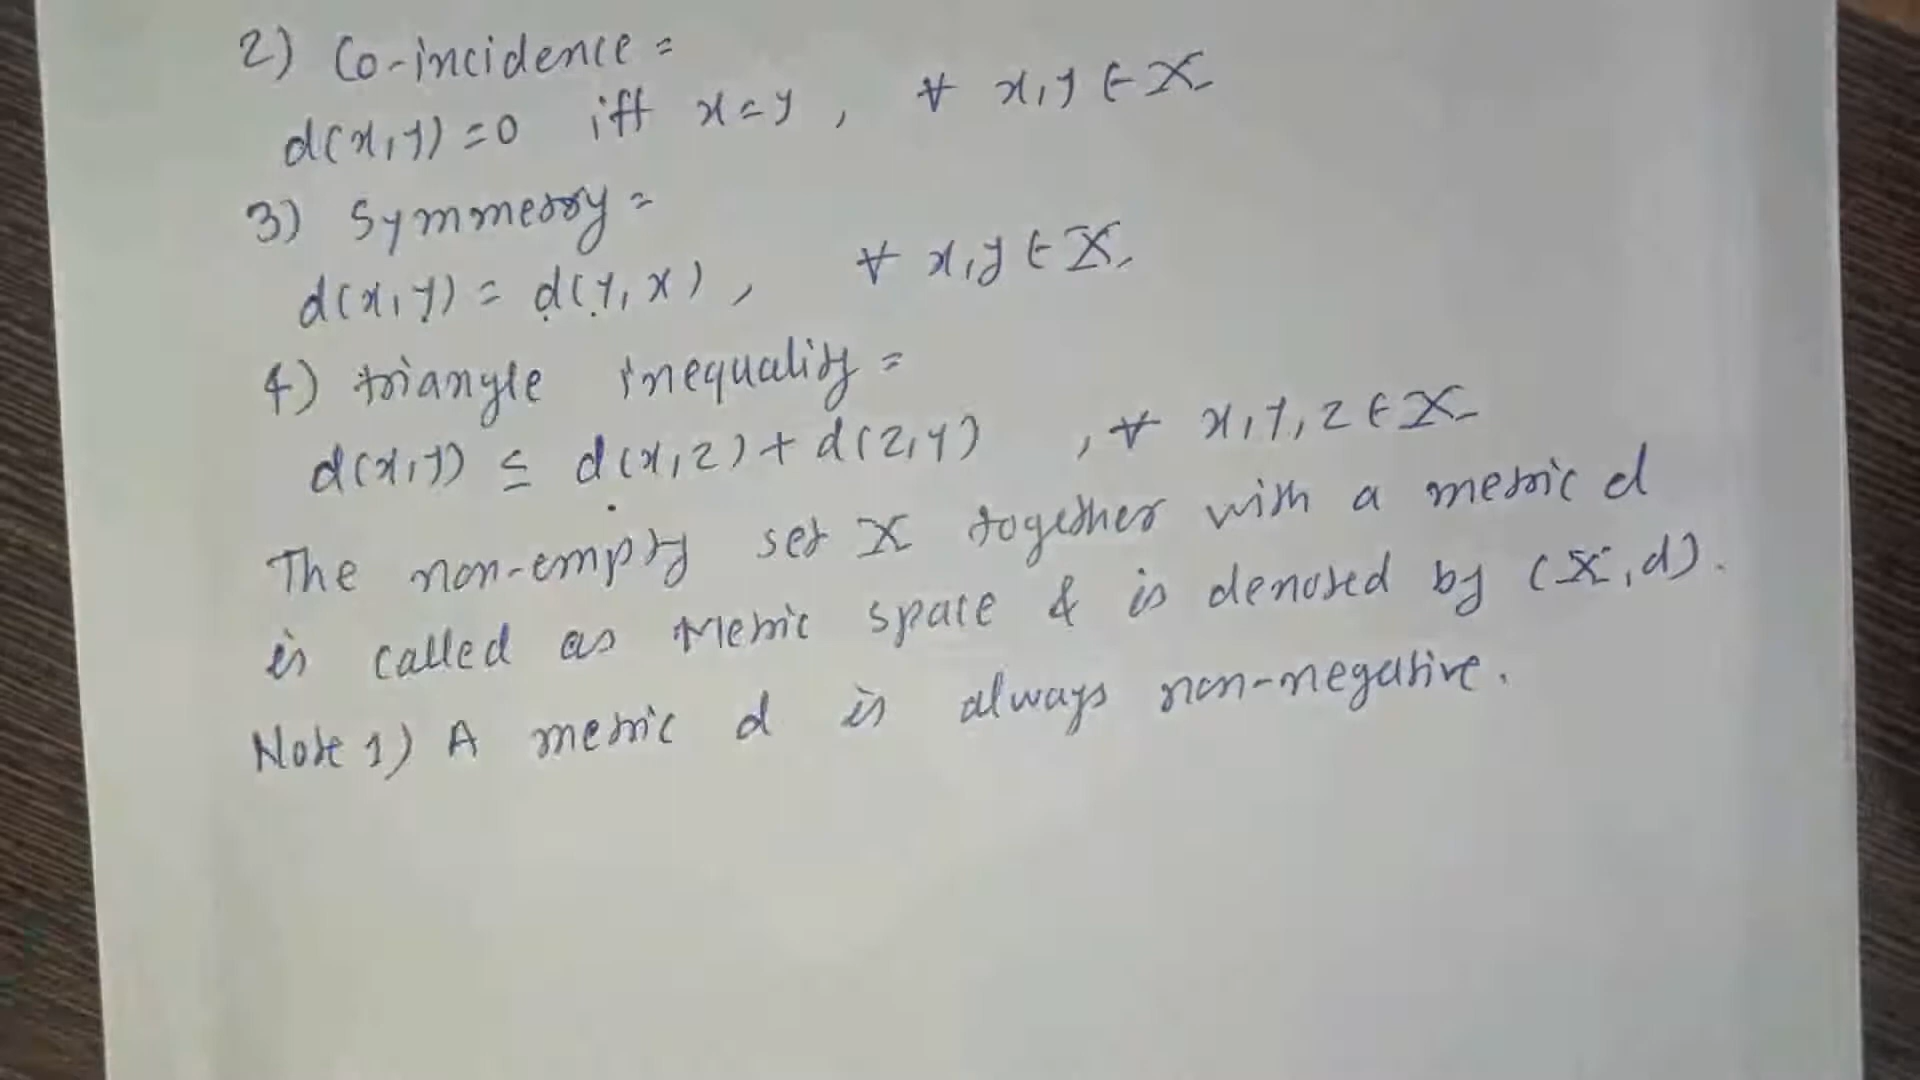 2) Co-incidence =
d(x,y) = 0 iff x = y , ∀ x,y ∈ X
3) Symmetry =
d(x,y) = d(y,x) , ∀ x,y ∈ X.
4) triangle inequality =
d(x,y) ≤ d(x,z) + d(z,y) , ∀ x,y,z ∈ X
The non-empty set X together with a metric d
is called as Metric space & is denoted by (X,d).
Note 1) A metric d is always non-negative.